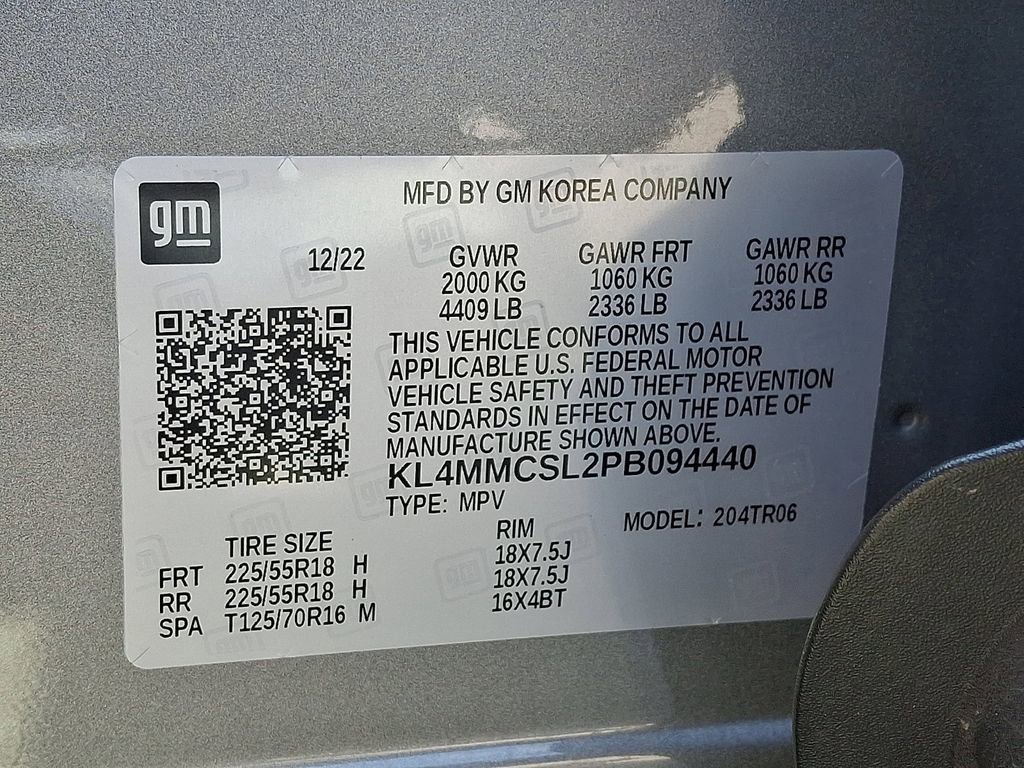 gm
MFD BY GM KOREA COMPANY
12/22 GVWR GAWR FRT GAWR RR
2000 KG 1060 KG 1060 KG
4409 LB 2336 LB 2336 LB
THIS VEHICLE CONFORMS TO ALL
APPLICABLE U.S. FEDERAL MOTOR
VEHICLE SAFETY AND THEFT PREVENTION
STANDARDS IN EFFECT ON THE DATE OF
MANUFACTURE SHOWN ABOVE.
KL4MMCSL2PB094440
TYPE: MPV MODEL: 204TR06
TIRE SIZE RIM
FRT 225/55R18 H 18X7.5J
RR 225/55R18 H 18X7.5J
SPA T125/70R16 M 16X4BT